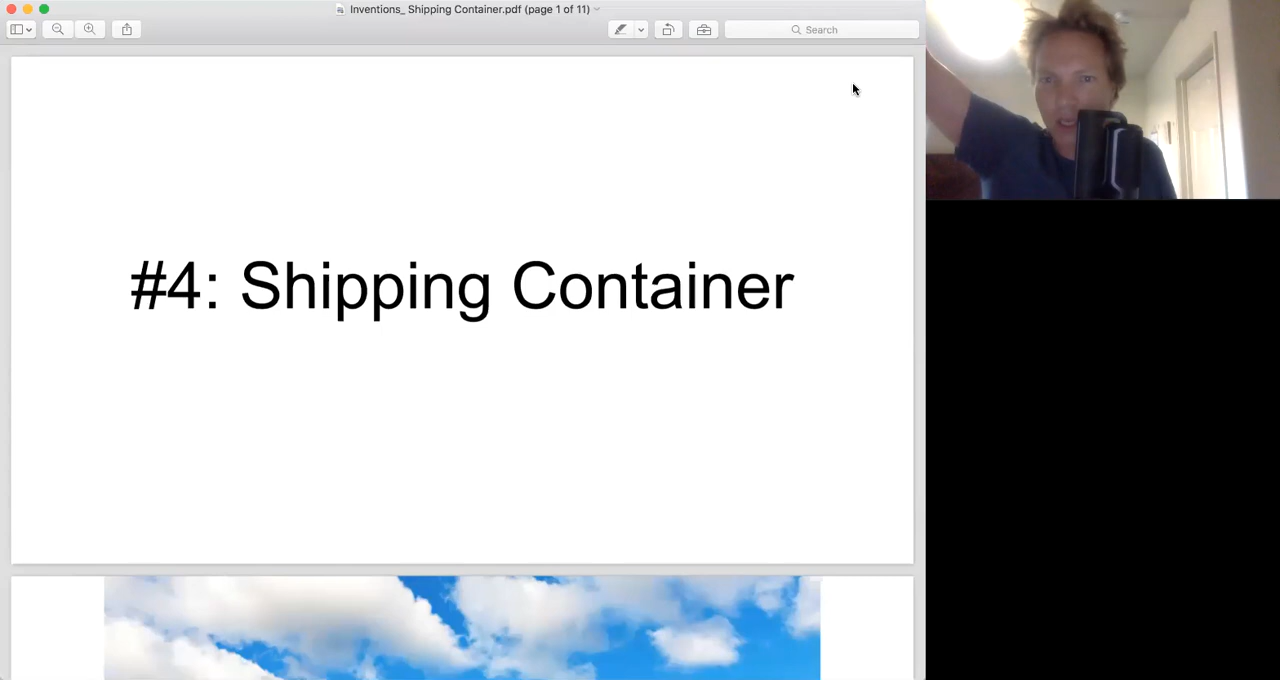 Inventions_ Shipping Container.pdf (page 1 of 11)
Search
#4: Shipping Container